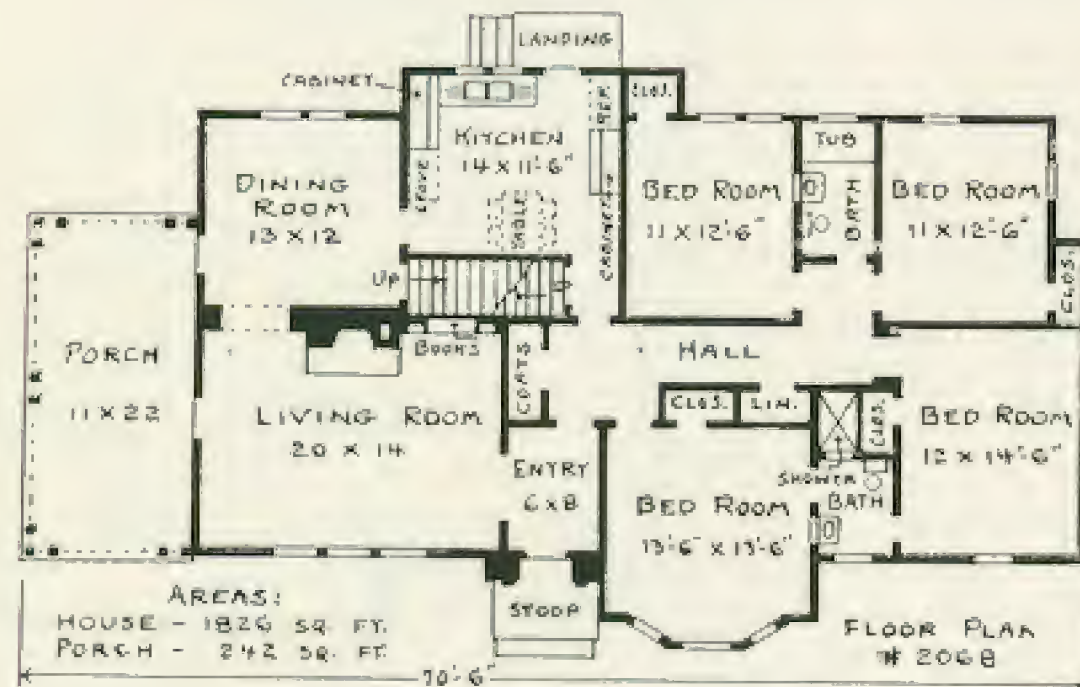 LANDING
CABINET
CLOS.
KITCHEN
14 X 11'-6"
REF.
STOVE
TABLE
CABINETS
DINING
ROOM
13 X 12
BED ROOM
11 X 12'-6"
TUB
BATH
BED ROOM
11 X 12'-6"
CLOS.
UP
PORCH
11 X 22
BOOKS
COATS
HALL
LIVING ROOM
20 X 14
CLOS.
LIN.
CLOS.
BED ROOM
12 X 14'-6"
ENTRY
6 X 8
SHOWER
BATH
BED ROOM
13'-6" X 13'-6"
STOOP
AREAS:
HOUSE - 1826 SQ. FT.
PORCH - 242 SQ. FT.
FLOOR PLAN
# 2068
70'-6"